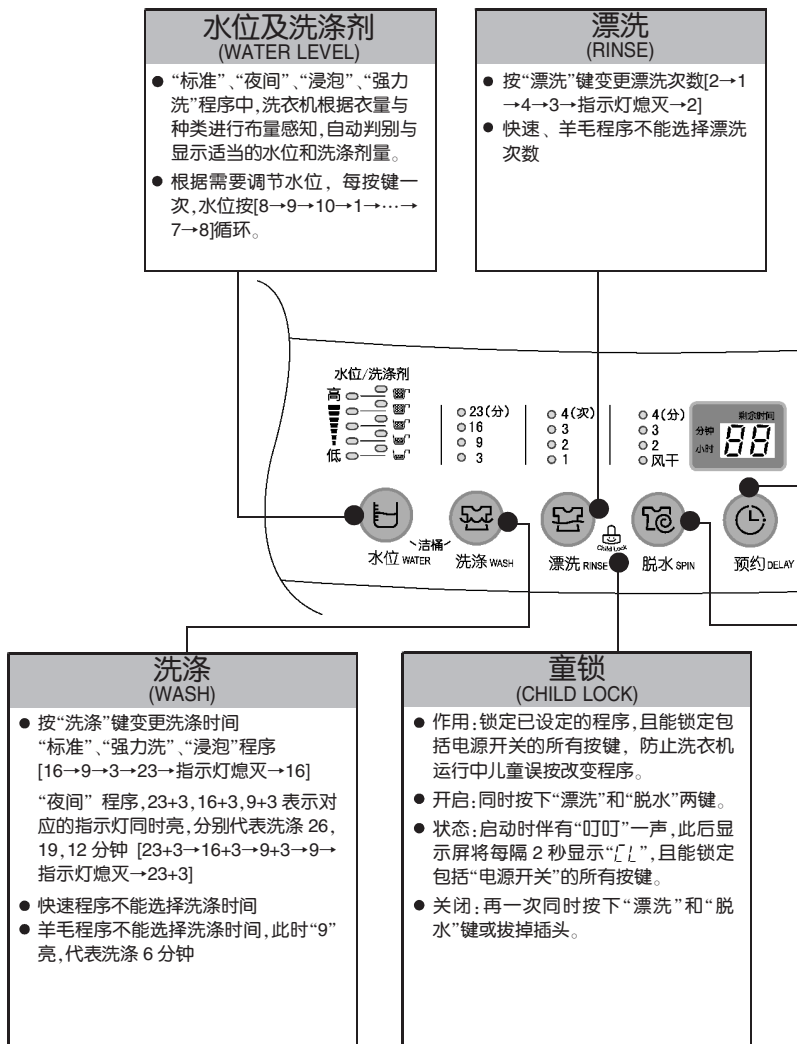 水位及洗涤剂
(WATER LEVEL)
● “标准”、“夜间”、“浸泡”、“强力
洗”程序中,洗衣机根据衣量与
种类进行布量感知,自动判别与
显示适当的水位和洗涤剂量。
● 根据需要调节水位，每按键一
次,水位按[8→9→10→1→⋯→
7→8]循环。
漂洗
(RINSE)
● 按“漂洗”键变更漂洗次数[2→1
→4→3→指示灯熄灭→2]
● 快速、羊毛程序不能选择漂洗
次数
水位/洗涤剂
高
低
23(分)
16
9
3
4(次)
3
2
1
4(分)
3
2
风干
剩余时间
分钟
小时
88
水位 WATER
洁桶
洗涤 WASH
漂洗 RINSE
Child Lock
脱水 SPIN
预约 DELAY
洗涤
(WASH)
● 按“洗涤”键变更洗涤时间
“标准”、“强力洗”、“浸泡”程序
[16→9→3→23→指示灯熄灭→16]
“夜间” 程序,23+3,16+3,9+3 表示对
应的指示灯同时亮,分别代表洗涤 26,
19,12 分钟 [23+3→16+3→9+3→9→
指示灯熄灭→23+3]
● 快速程序不能选择洗涤时间
● 羊毛程序不能选择洗涤时间,此时“9”
亮,代表洗涤 6 分钟
童锁
(CHILD LOCK)
● 作用:锁定已设定的程序,且能锁定包
括电源开关的所有按键，防止洗衣机
运行中儿童误按改变程序。
● 开启:同时按下“漂洗”和“脱水”两键。
● 状态:启动时伴有“叮叮”一声,此后显
示屏将每隔 2 秒显示“CL”,且能锁定
包括“电源开关”的所有按键。
● 关闭:再一次同时按下“漂洗”和“脱
水”键或拔掉插头。